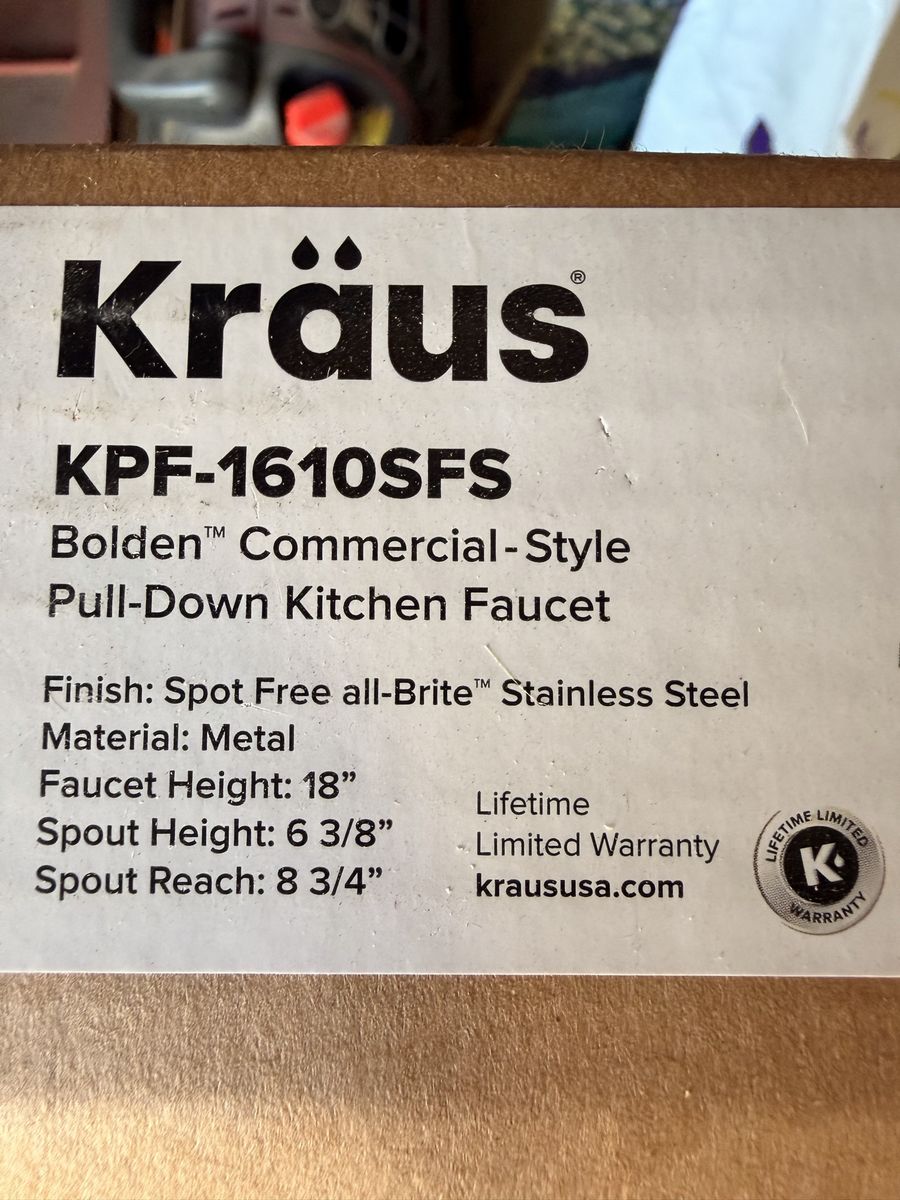 Kräus®
KPF-1610SFS
Bolden™ Commercial-Style
Pull-Down Kitchen Faucet
Finish: Spot Free all-Brite™ Stainless Steel
Material: Metal
Faucet Height: 18”
Spout Height: 6 3/8”
Spout Reach: 8 3/4”
Lifetime
Limited Warranty
kraususa.com
LIFETIME LIMITED
K
WARRANTY